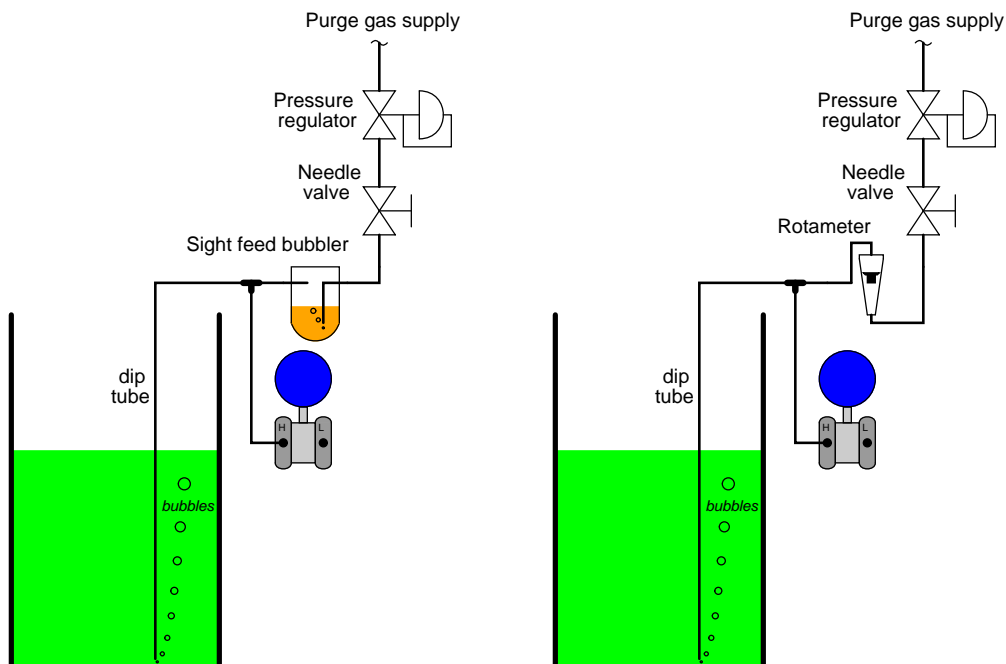 Purge gas supply
Pressure
regulator
Needle
valve
Sight feed bubbler
dip
tube
H
L
bubbles
Purge gas supply
Pressure
regulator
Needle
valve
Rotameter
dip
tube
H
L
bubbles